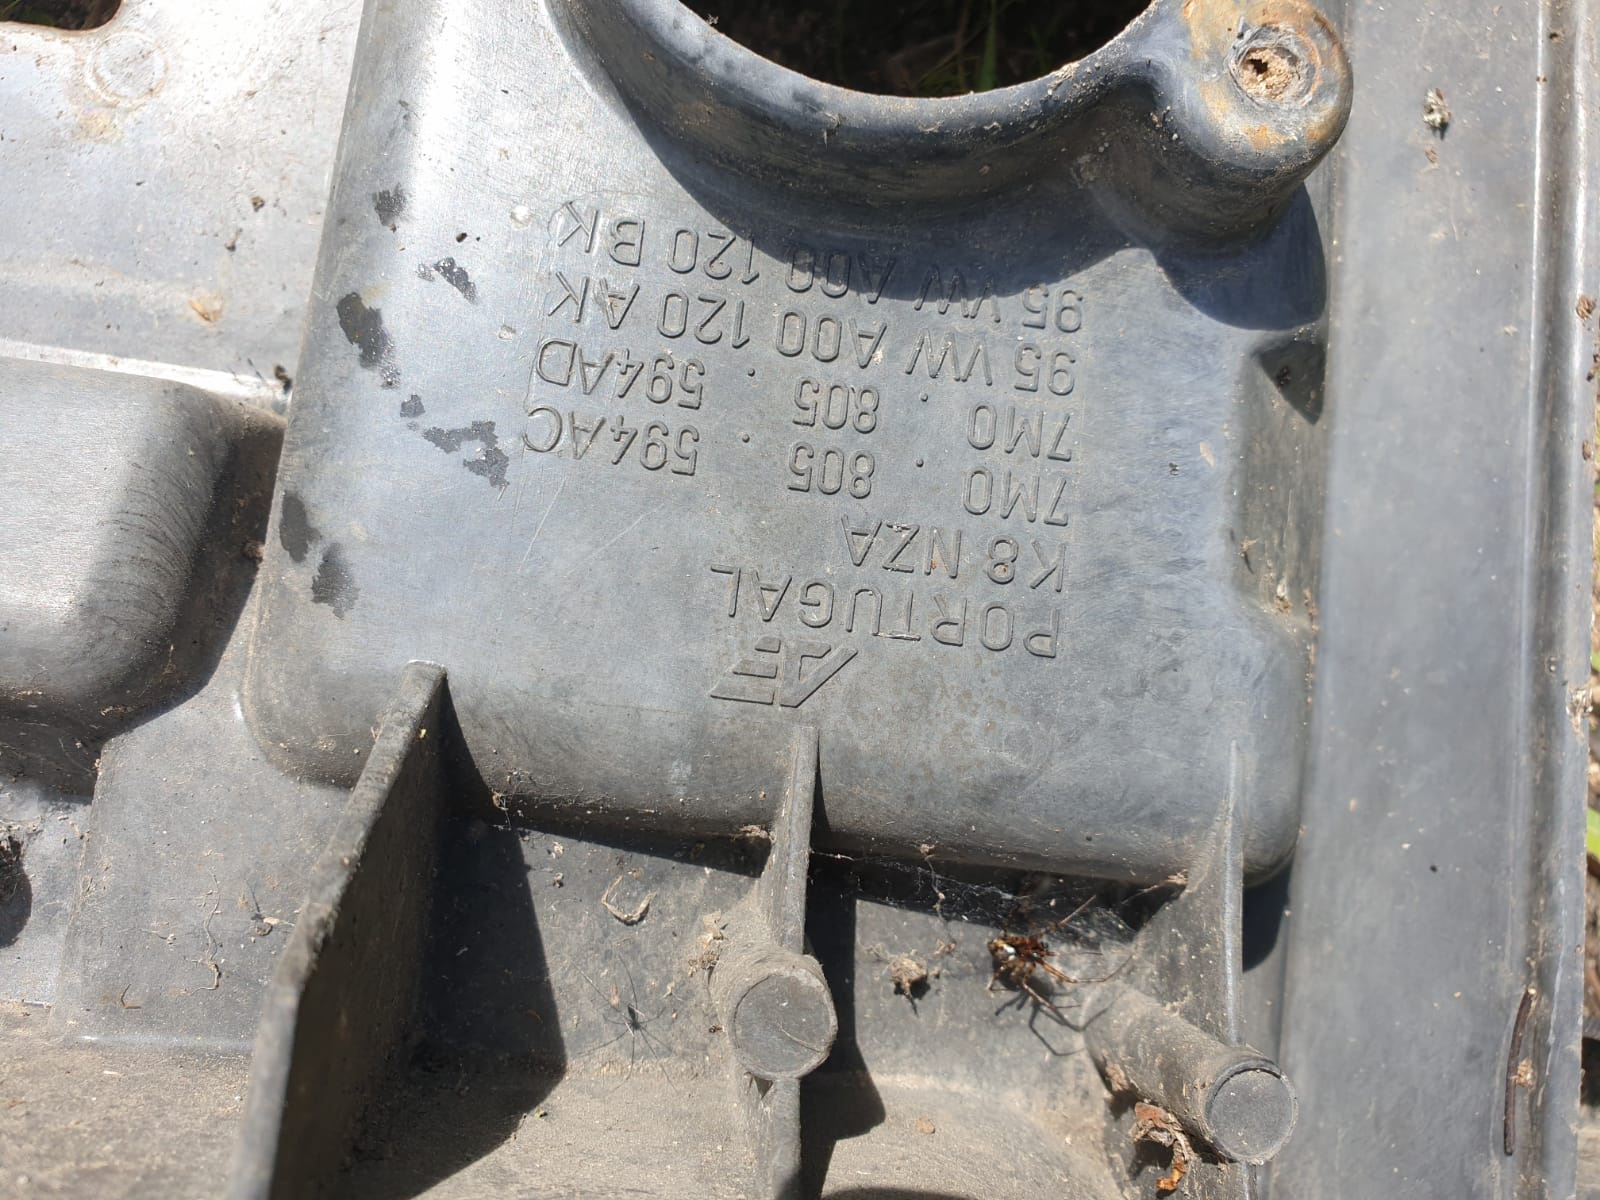 PORTUGAL
K8 NZA
7M0 . 805 . 594AC
7M0 . 805 . 594AD
95 VW A00 120 AK
95 VW A00 120 BK